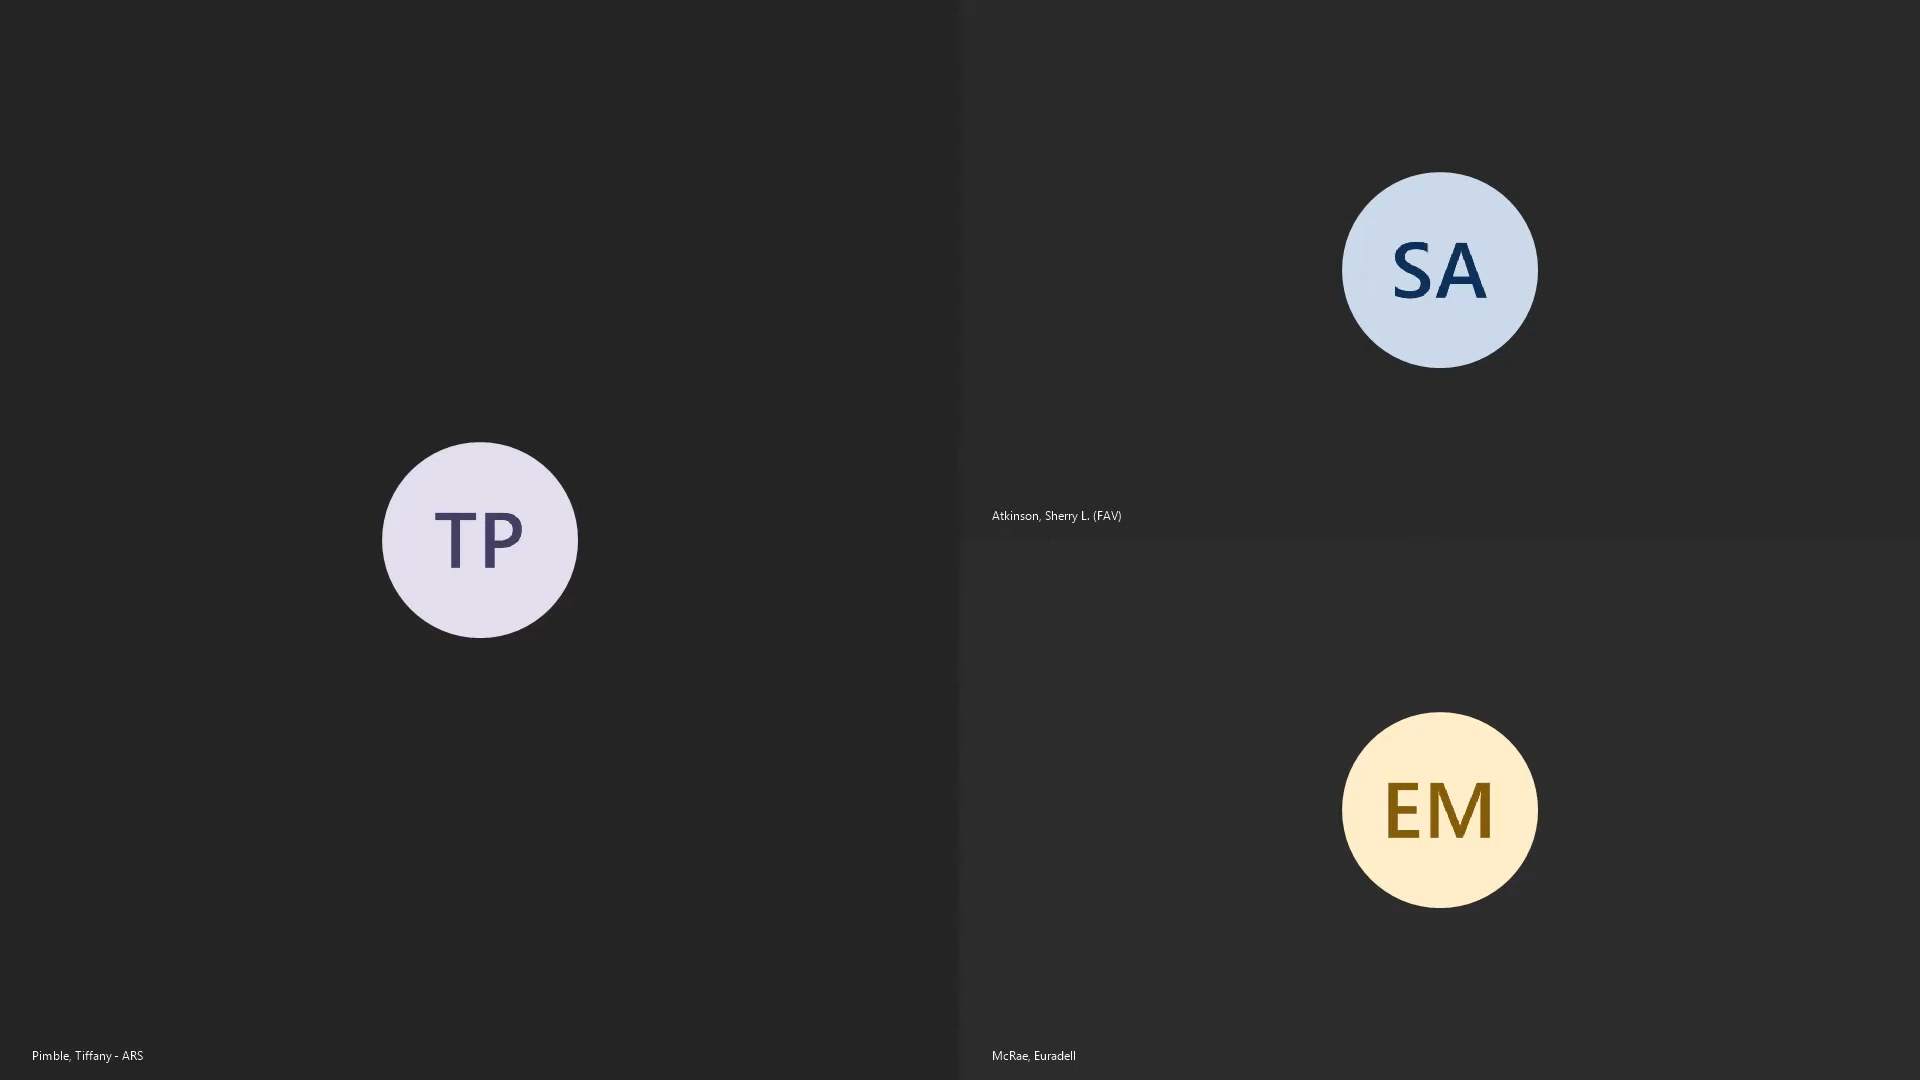 TP
Pimble, Tiffany - ARS
SA
Atkinson, Sherry L. (FAV)
EM
McRae, Euradell